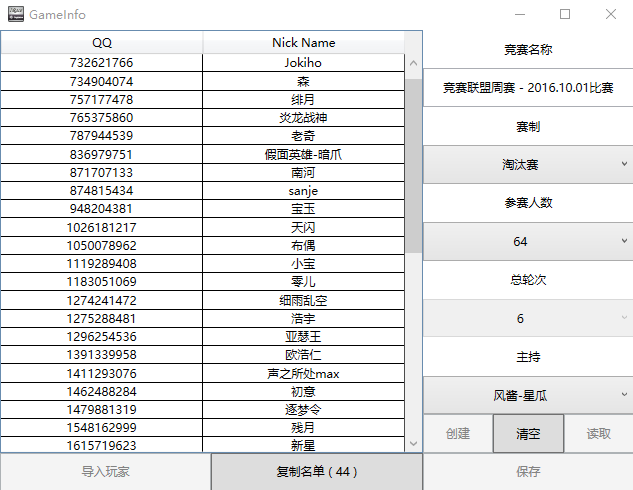 GameInfo
QQ Nick Name
732621766 Jokiho
734904074 森
757177478 绯月
765375860 炎龙战神
787944539 老奇
836979751 假面英雄-暗爪
871707133 南河
874815434 sanje
948204381 宝玉
1026181217 天闪
1050078962 布偶
1119289408 小宝
1183051069 零儿
1274241472 细雨乱空
1275288481 浩宇
1296254536 亚瑟王
1391339958 欧浩仁
1411293076 声之所处max
1462488284 初意
1479881319 逐梦令
1548162999 残月
1615719623 新星
导入玩家
复制名单 ( 44 )
竞赛名称
竞赛联盟周赛 - 2016.10.01比赛
赛制
淘汰赛
参赛人数
64
总轮次
6
主持
风酱-星瓜
创建 清空 读取
保存